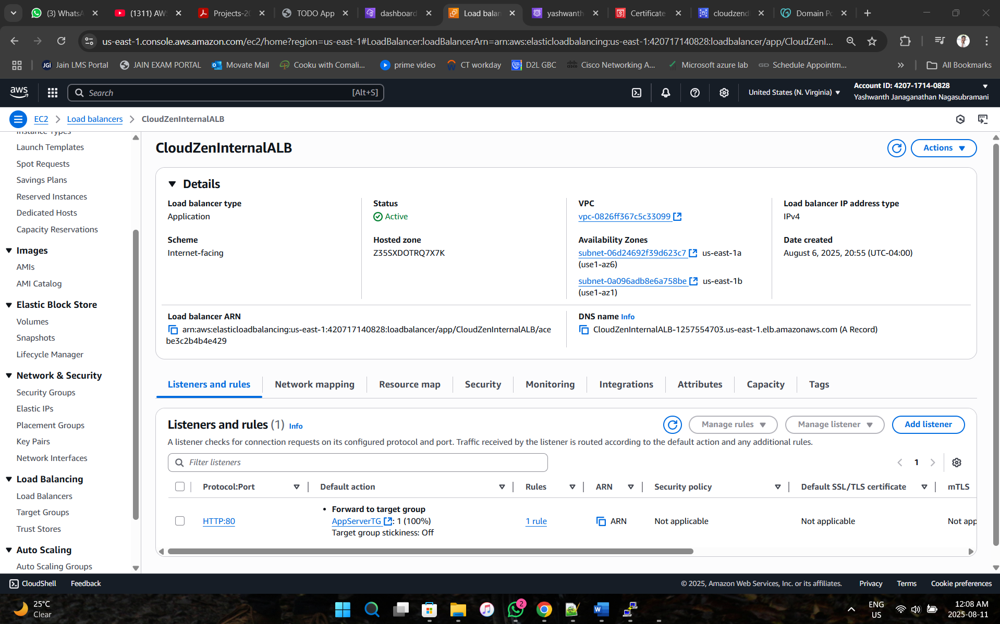 (3) WhatsA
(1311) AW
Projects-20
TODO App
dashboard
Load balan
yashwanth
Certificate
cloudzend
Domain Po
us-east-1.console.aws.amazon.com/ec2/home?region=us-east-1#LoadBalancer:loadBalancerArn=arn:aws:elasticloadbalancing:us-east-1:420717140828:loadbalancer/app/CloudZenI...
JGi Jain LMS Portal
JAIN EXAM PORTAL
Movate Mail
Cooku with Comali...
prime video
CT workday
D2L GBC
Cisco Networking A...
Microsoft azure lab
GD Schedule Appointm...
All Bookmarks
aws
Search
[Alt+S]
United States (N. Virginia)
Account ID: 4207-1714-0828
Yashwanth Janaganathan Nagasubramani
EC2
Load balancers
CloudZenInternalALB
Instance Types
Launch Templates
Spot Requests
Savings Plans
Reserved Instances
Dedicated Hosts
Capacity Reservations
Images
AMIs
AMI Catalog
Elastic Block Store
Volumes
Snapshots
Lifecycle Manager
Network & Security
Security Groups
Elastic IPs
Placement Groups
Key Pairs
Network Interfaces
Load Balancing
Load Balancers
Target Groups
Trust Stores
Auto Scaling
Auto Scaling Groups
CloudZenInternalALB
Actions
Details
Load balancer type
Application
Status
Active
VPC
vpc-0826ff367c5c33099
Load balancer IP address type
IPv4
Scheme
Internet-facing
Hosted zone
Z35SXDOTRQ7X7K
Availability Zones
subnet-06d24692f39d623c7 us-east-1a
(use1-az6)
subnet-0a096adb8e6a758be us-east-1b
(use1-az1)
Date created
August 6, 2025, 20:55 (UTC-04:00)
Load balancer ARN
arn:aws:elasticloadbalancing:us-east-1:420717140828:loadbalancer/app/CloudZenInternalALB/ace
be3c2b4b4e429
DNS name Info
CloudZenInternalALB-1257554703.us-east-1.elb.amazonaws.com (A Record)
Listeners and rules
Network mapping
Resource map
Security
Monitoring
Integrations
Attributes
Capacity
Tags
Listeners and rules (1) Info
Manage rules
Manage listener
Add listener
A listener checks for connection requests on its configured protocol and port. Traffic received by the listener is routed according to the default action and any additional rules.
Filter listeners
1
Protocol:Port
Default action
Rules
ARN
Security policy
Default SSL/TLS certificate
mTLS
HTTP:80
• Forward to target group
AppServerTG: 1 (100%)
Target group stickiness: Off
1 rule
ARN
Not applicable
Not applicable
Not app
CloudShell
Feedback
© 2025, Amazon Web Services, Inc. or its affiliates.
Privacy
Terms
Cookie preferences
25°C
Clear
2
ENG
US
12:08 AM
2025-08-11